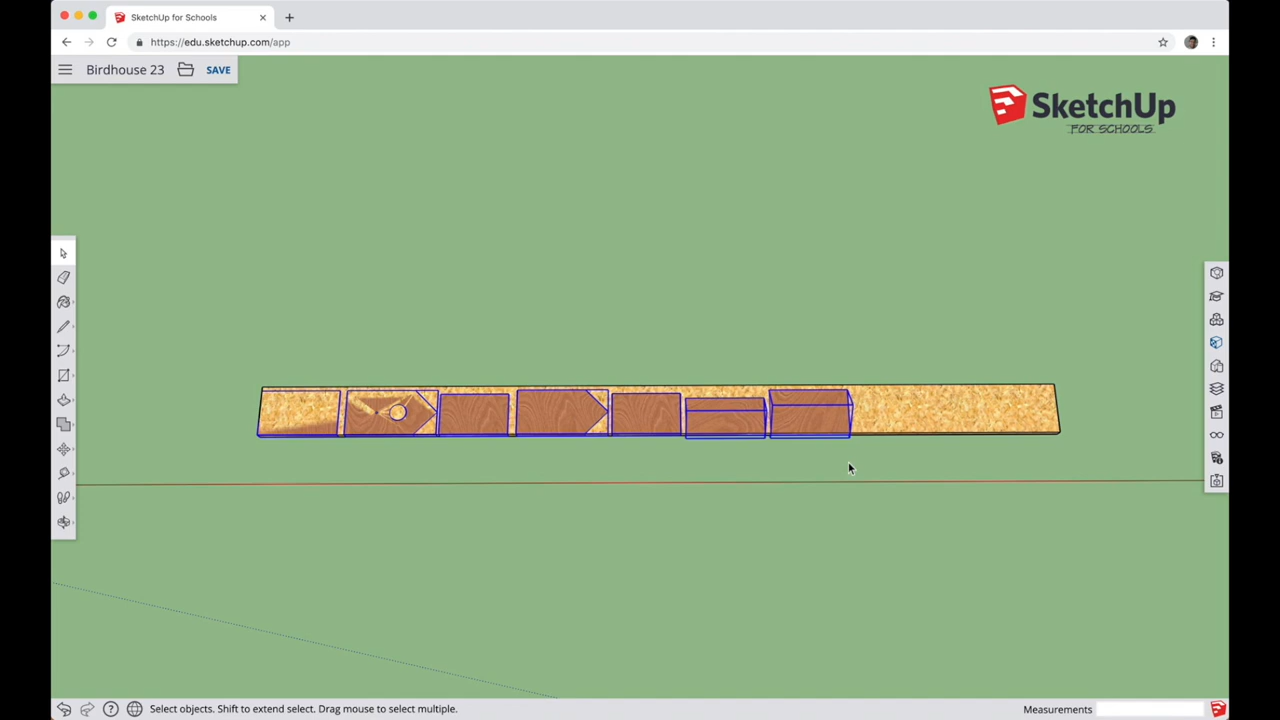 SketchUp for Schools
https://edu.sketchup.com/app
Birdhouse 23
SAVE
SketchUp
FOR SCHOOLS
Select objects. Shift to extend select. Drag mouse to select multiple.
Measurements